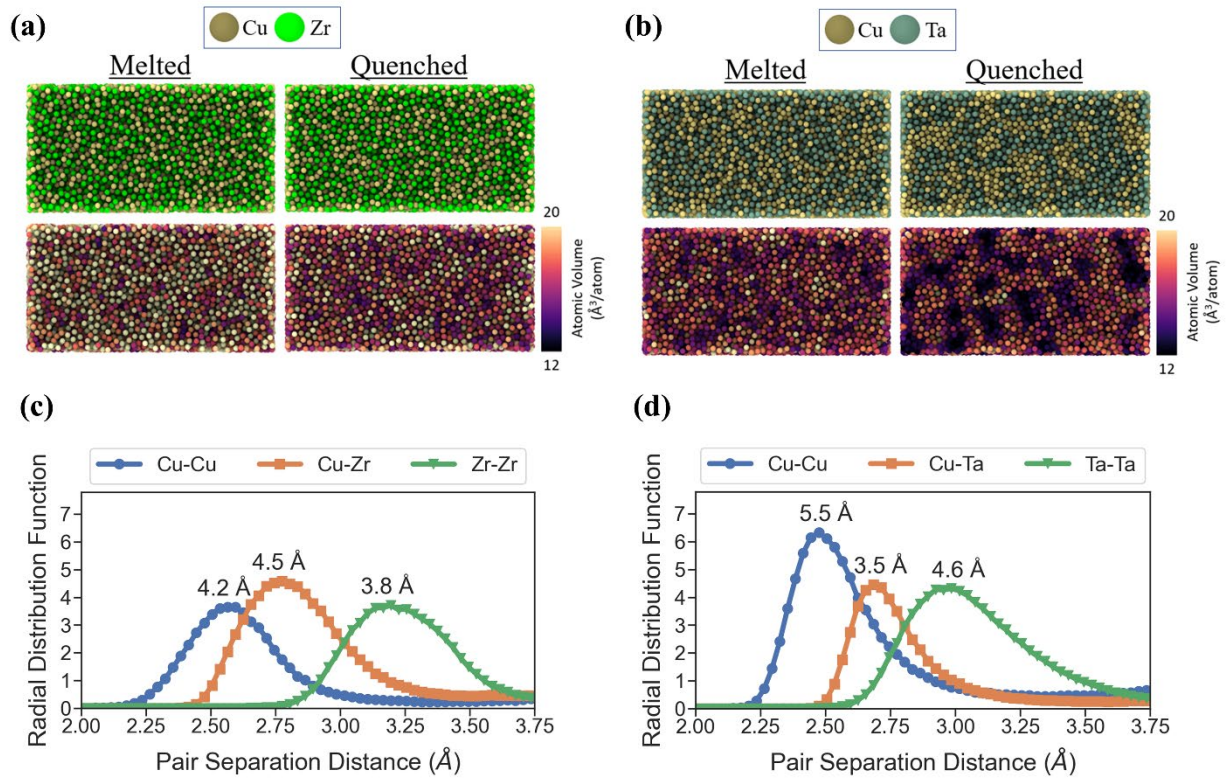 (a)
Cu Zr
Melted Quenched
20
Atomic Volume
(Å³/atom)
12
(b)
Cu Ta
Melted Quenched
20
Atomic Volume
(Å³/atom)
12
(c)
Cu-Cu Cu-Zr Zr-Zr
Radial Distribution Function
7
6
5
4
3
2
1
0
4.2 Å
4.5 Å
3.8 Å
2.00 2.25 2.50 2.75 3.00 3.25 3.50 3.75
Pair Separation Distance (Å)
(d)
Cu-Cu Cu-Ta Ta-Ta
Radial Distribution Function
7
6
5
4
3
2
1
0
5.5 Å
3.5 Å
4.6 Å
2.00 2.25 2.50 2.75 3.00 3.25 3.50 3.75
Pair Separation Distance (Å)